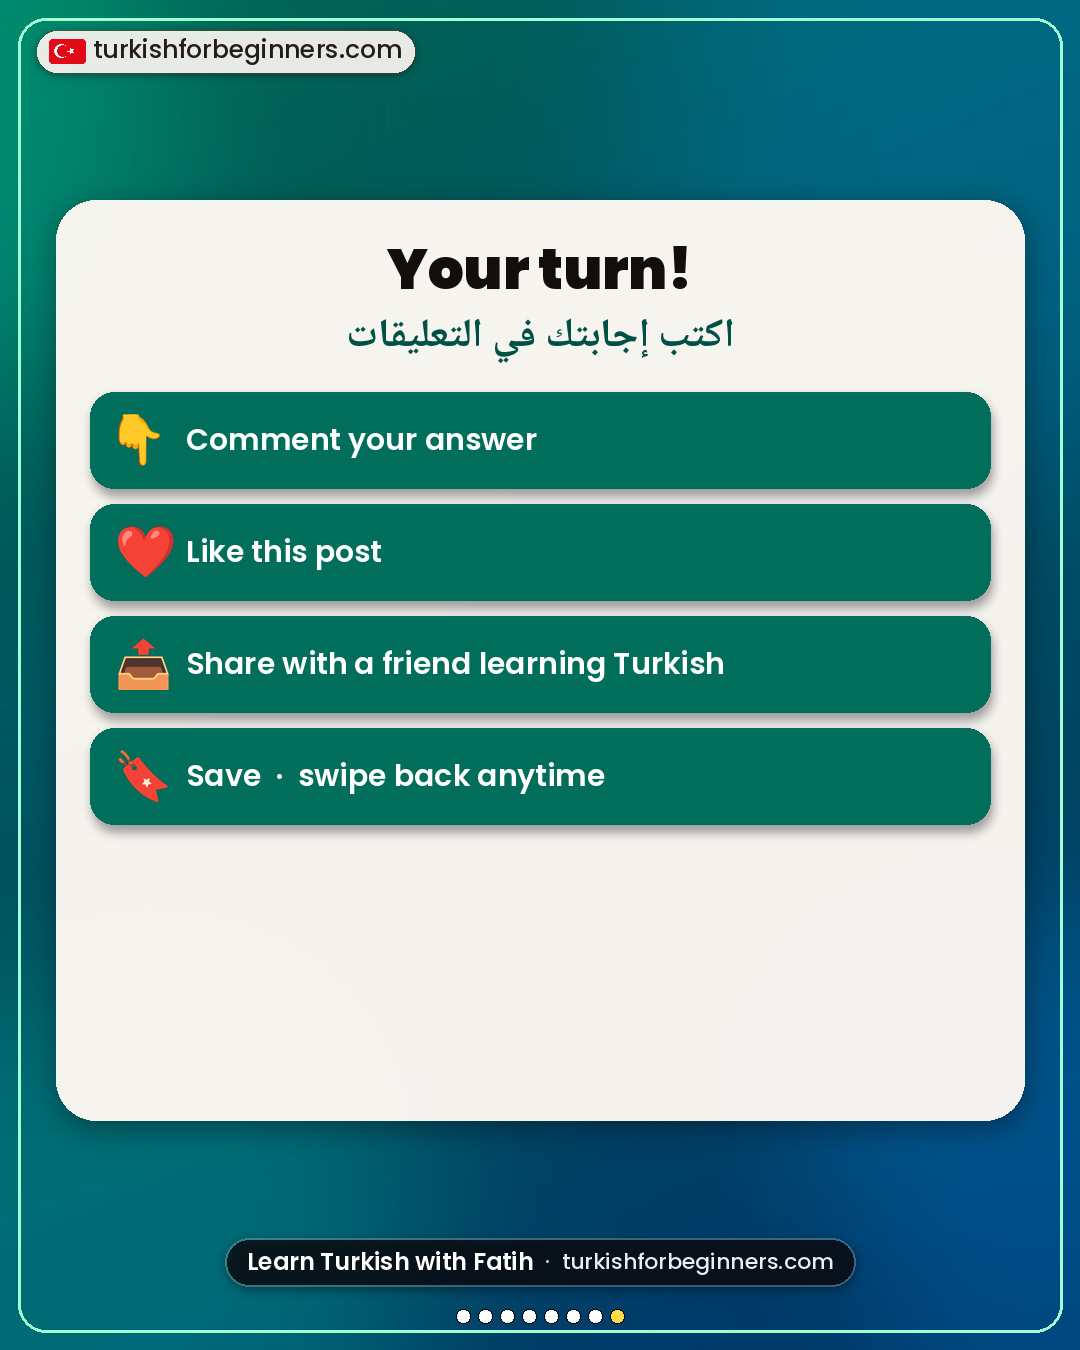 turkishforbeginners.com
Your turn!
اكتب إجابتك في التعليقات
Comment your answer
Like this post
Share with a friend learning Turkish
Save · swipe back anytime
Learn Turkish with Fatih · turkishforbeginners.com